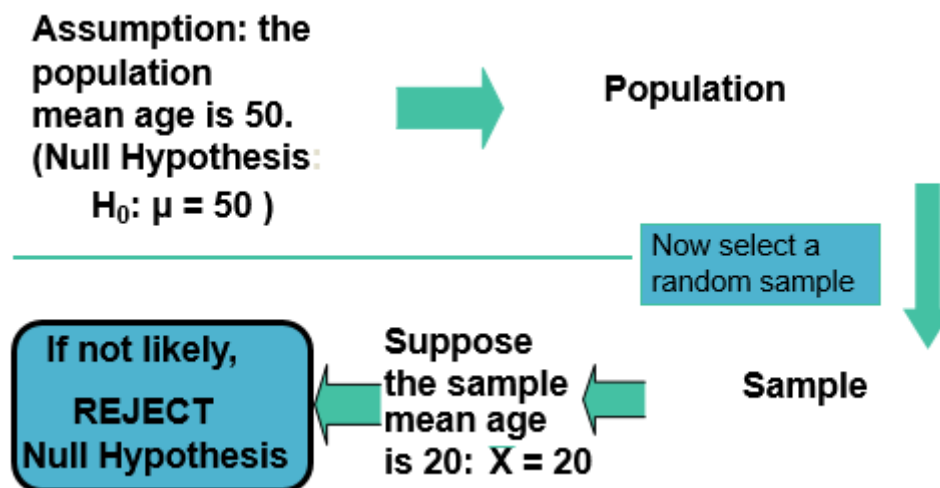 Assumption: the
population
mean age is 50.
(Null Hypothesis:
H₀: μ = 50 )
Population
Now select a
random sample
Sample
Suppose
the sample
mean age
is 20: X̅ = 20
If not likely,
REJECT
Null Hypothesis